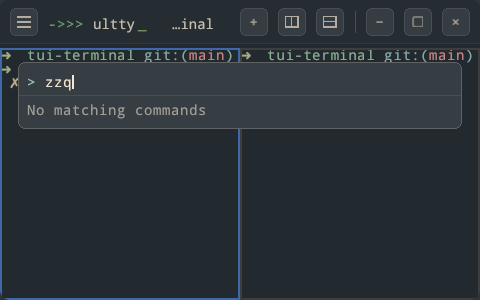 ->>> ultty_ …inal + − ×
➜ tui-terminal git:(main) ➜ tui-terminal git:(main)
➜
✗
> zzq
No matching commands